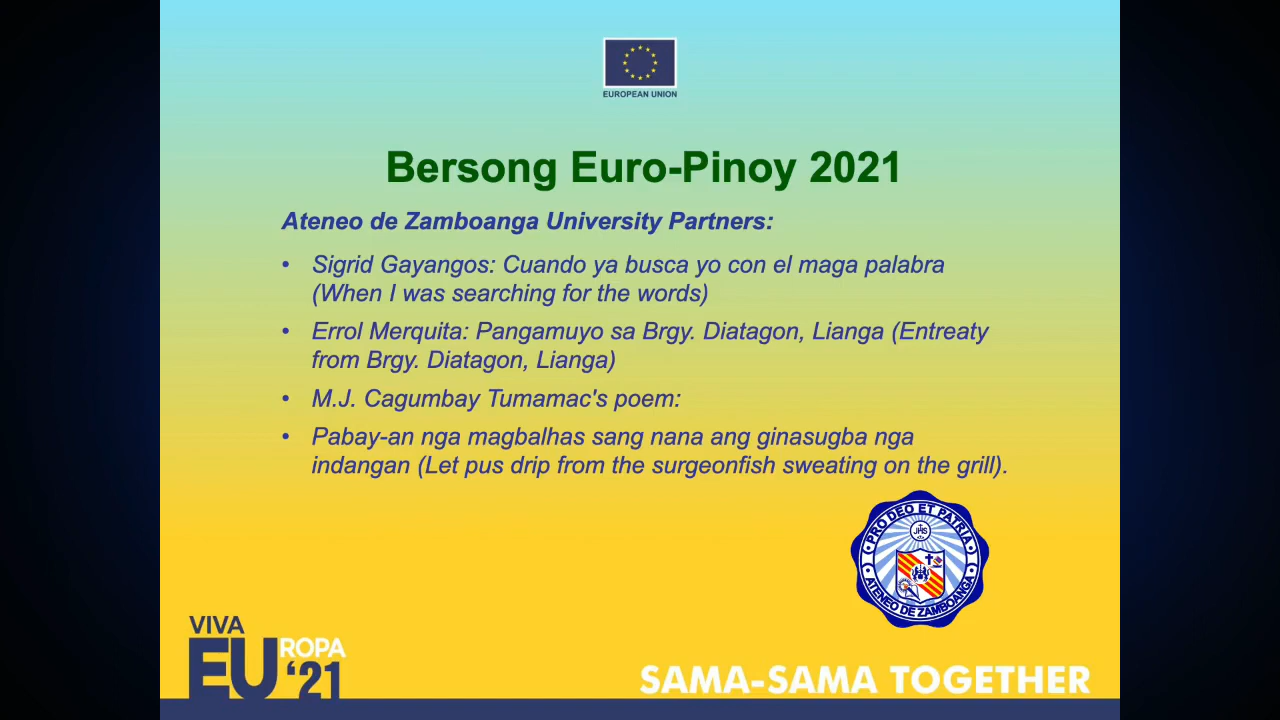 EUROPEAN UNION
Bersong Euro-Pinoy 2021
Ateneo de Zamboanga University Partners:
• Sigrid Gayangos: Cuando ya busca yo con el maga palabra
(When I was searching for the words)
• Errol Merquita: Pangamuyo sa Brgy. Diatagon, Lianga (Entreaty
from Brgy. Diatagon, Lianga)
• M.J. Cagumbay Tumamac's poem:
• Pabay-an nga magbalhas sang nana ang ginasugba nga
indangan (Let pus drip from the surgeonfish sweating on the grill).
PRO DEO ET PATRIA
JHS
ATENEO DE ZAMBOANGA
VIVA
EUROPA
'21
SAMA-SAMA TOGETHER